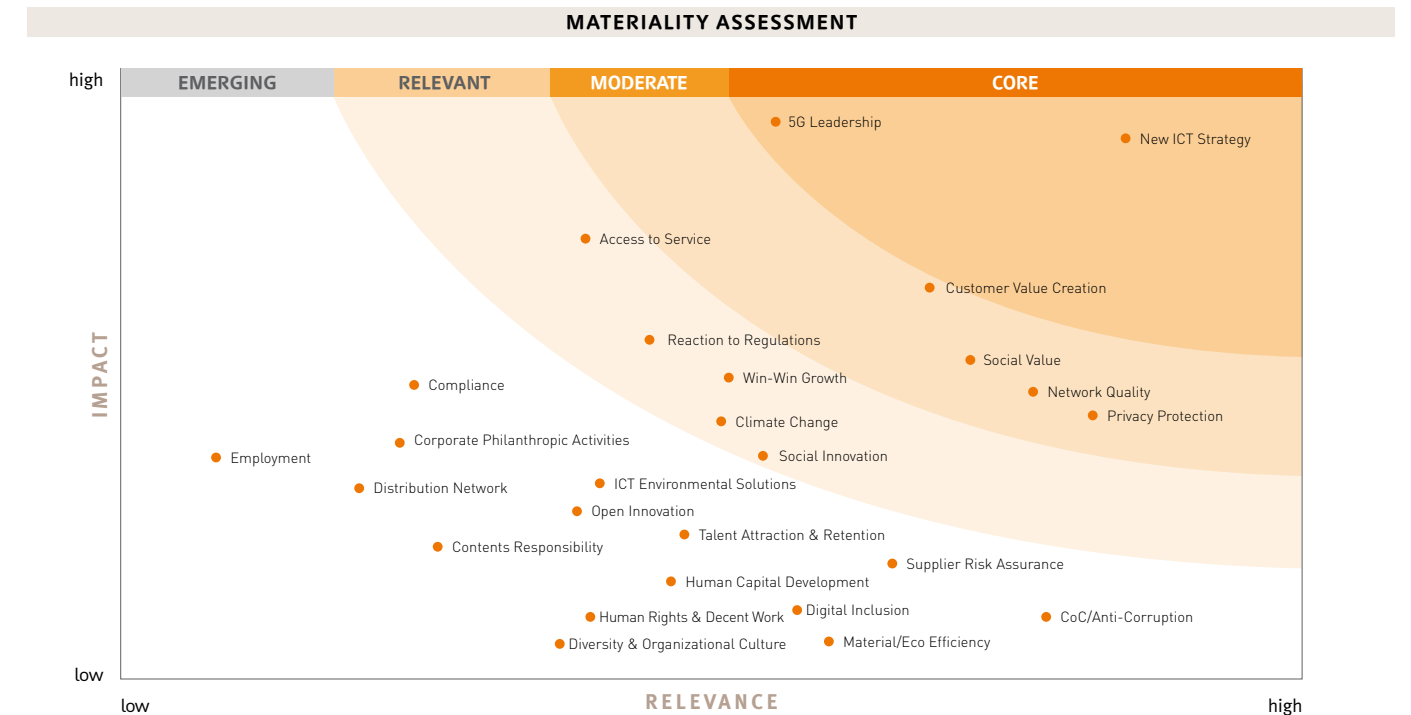 MATERIALITY ASSESSMENT
high
EMERGING
RELEVANT
MODERATE
CORE
5G Leadership
New ICT Strategy
Access to Service
Customer Value Creation
Reaction to Regulations
Social Value
Win-Win Growth
Compliance
Network Quality
Privacy Protection
Climate Change
Corporate Philanthropic Activities
Social Innovation
Employment
ICT Environmental Solutions
Distribution Network
Open Innovation
Talent Attraction & Retention
Contents Responsibility
Supplier Risk Assurance
Human Capital Development
Digital Inclusion
Human Rights & Decent Work
CoC/Anti-Corruption
Material/Eco Efficiency
Diversity & Organizational Culture
IMPACT
low
low
RELEVANCE
high